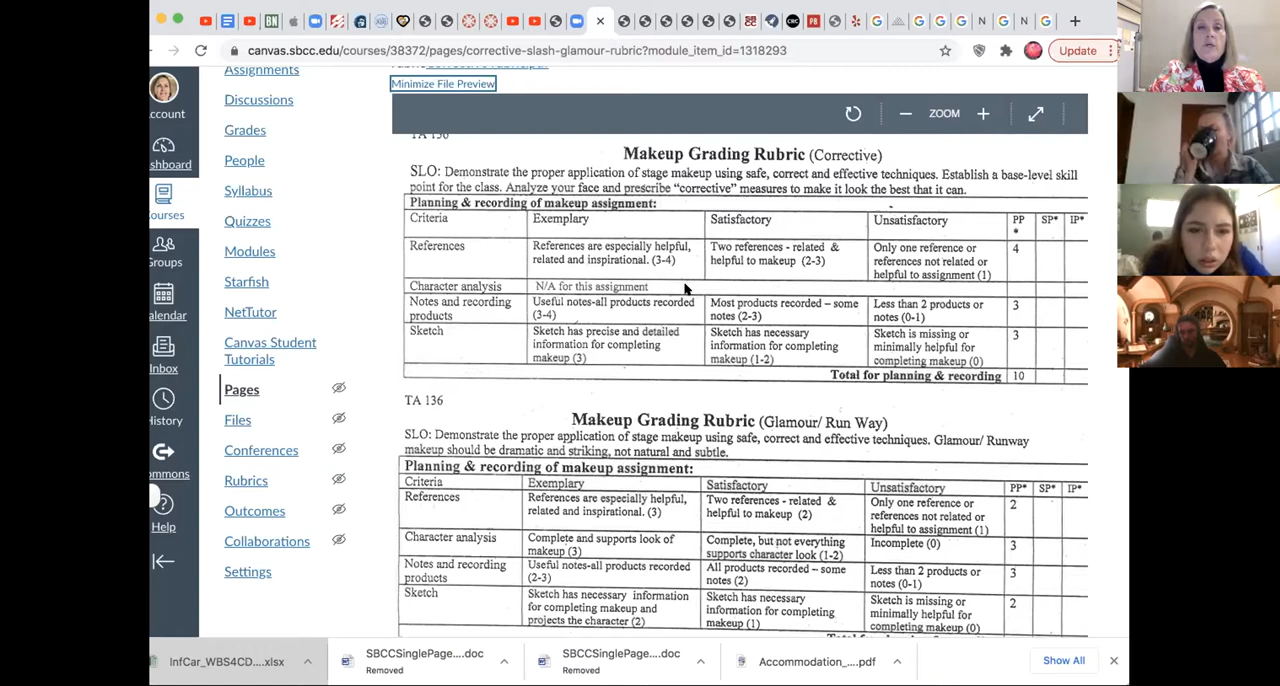 canvas.sbcc.edu/courses/38372/pages/corrective-slash-glamour-rubric?module_item_id=1318293
Update
Account
Dashboard
Courses
Groups
Calendar
Inbox
History
Commons
Help
Assignments
Discussions
Grades
People
Syllabus
Quizzes
Modules
Starfish
NetTutor
Canvas Student
Tutorials
Pages
Files
Conferences
Rubrics
Outcomes
Collaborations
Settings
Minimize File Preview
ZOOM
TA 136
Makeup Grading Rubric (Corrective)
SLO: Demonstrate the proper application of stage makeup using safe, correct and effective techniques. Establish a base-level skill
point for the class. Analyze your face and prescribe “corrective” measures to make it look the best that it can.
Planning & recording of makeup assignment:
Criteria Exemplary Satisfactory Unsatisfactory PP* SP* IP*
References References are especially helpful, related and inspirational. (3-4) Two references - related & helpful to makeup (2-3) Only one reference or references not related or helpful to assignment (1) 4
Character analysis N/A for this assignment
Notes and recording products Useful notes-all products recorded (3-4) Most products recorded – some notes (2-3) Less than 2 products or notes (0-1) 3
Sketch Sketch has precise and detailed information for completing makeup (3) Sketch has necessary information for completing makeup (1-2) Sketch is missing or minimally helpful for completing makeup (0) 3
Total for planning & recording 10
TA 136
Makeup Grading Rubric (Glamour/ Run Way)
SLO: Demonstrate the proper application of stage makeup using safe, correct and effective techniques. Glamour/ Runway
makeup should be dramatic and striking, not natural and subtle.
Planning & recording of makeup assignment:
Criteria Exemplary Satisfactory Unsatisfactory PP* SP* IP*
References References are especially helpful, related and inspirational. (3) Two references - related & helpful to makeup (2) Only one reference or references not related or helpful to assignment (1) 2
Character analysis Complete and supports look of makeup (3) Complete, but not everything supports character look (1-2) Incomplete (0) 3
Notes and recording products Useful notes-all products recorded (2-3) All products recorded – some notes (2) Less than 2 products or notes (0-1) 3
Sketch Sketch has necessary information for completing makeup and projects the character (2) Sketch has necessary information for completing makeup (1) Sketch is missing or minimally helpful for completing makeup (0) 2
InfCar_WBS4CD....xlsx
SBCCSinglePage....doc
Removed
SBCCSinglePage....doc
Removed
Accommodation_....pdf
Show All